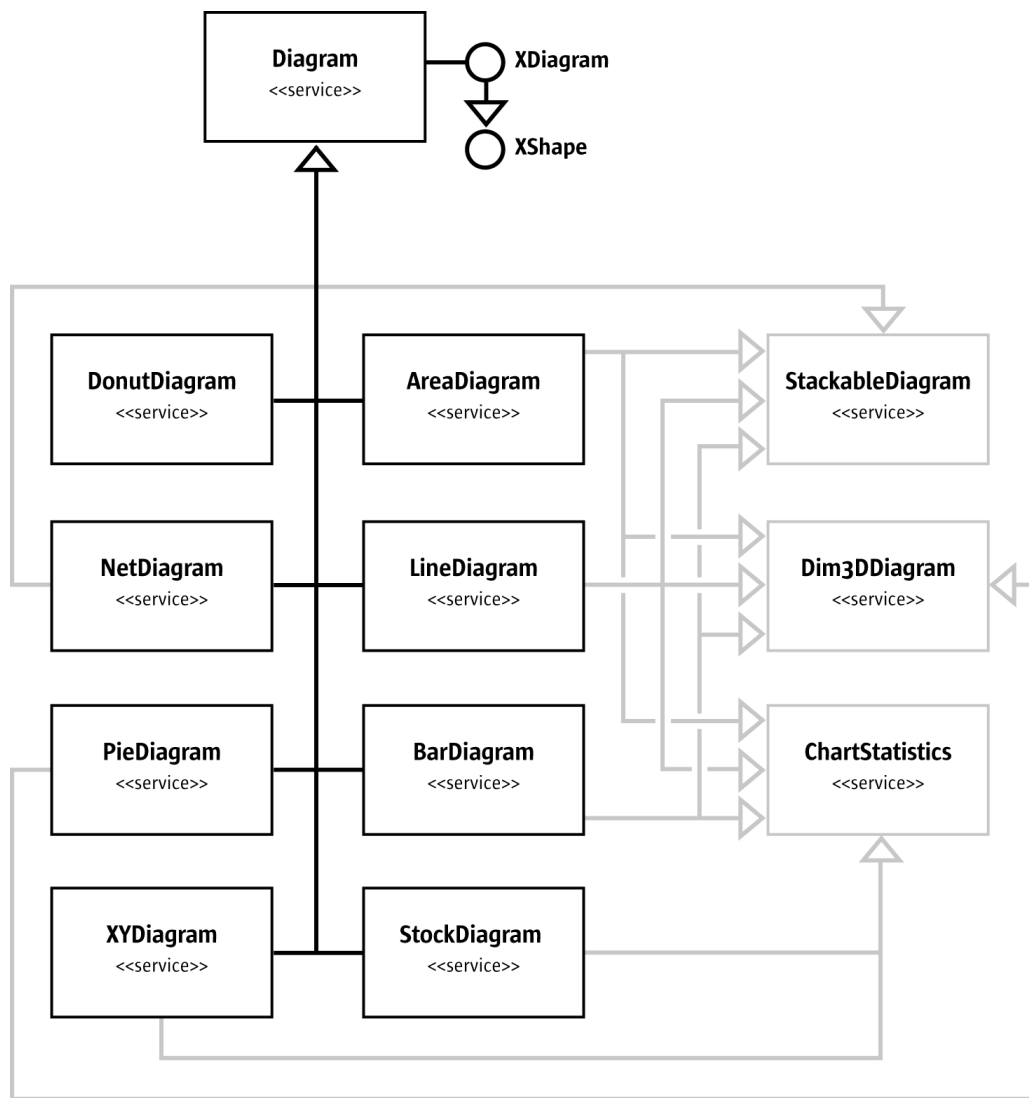 Diagram
<<service>>
XDiagram
XShape
DonutDiagram
<<service>>
AreaDiagram
<<service>>
StackableDiagram
<<service>>
NetDiagram
<<service>>
LineDiagram
<<service>>
Dim3DDiagram
<<service>>
PieDiagram
<<service>>
BarDiagram
<<service>>
ChartStatistics
<<service>>
XYDiagram
<<service>>
StockDiagram
<<service>>